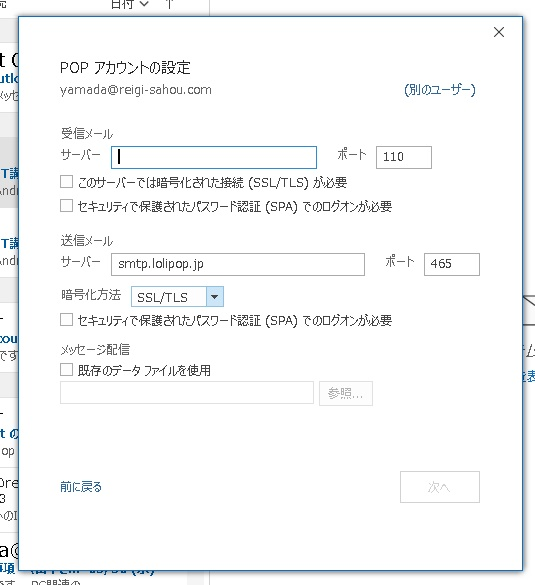 日付
POP アカウントの設定
yamada@reigi-sahou.com
(別のユーザー)
受信メール
サーバー
ポート 110
このサーバーでは暗号化された接続 (SSL/TLS) が必要
セキュリティで保護されたパスワード認証 (SPA) でのログオンが必要
送信メール
サーバー smtp.lolipop.jp ポート 465
暗号化方法 SSL/TLS
セキュリティで保護されたパスワード認証 (SPA) でのログオンが必要
メッセージ配信
既存のデータ ファイルを使用
参照...
前に戻る
次へ